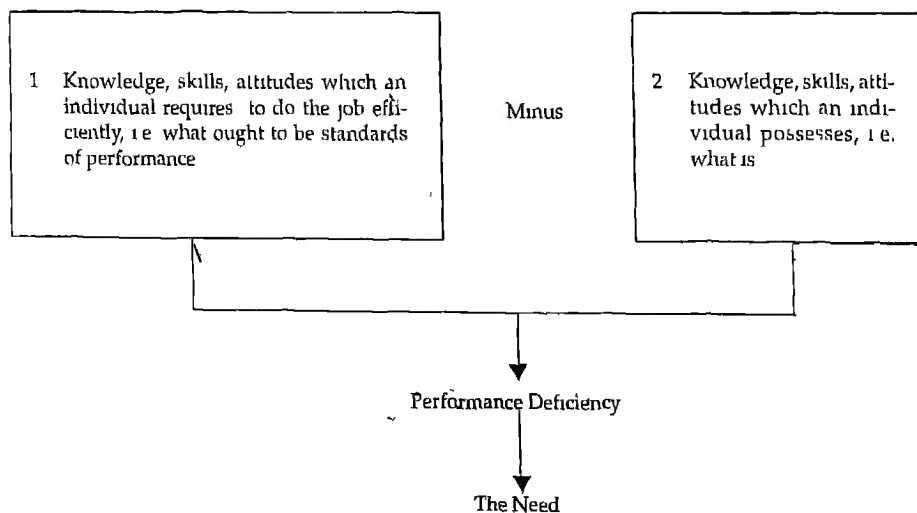 1 Knowledge, skills, attitudes which an
individual requires to do the job effi-
ciently, i e what ought to be standards
of performance
Minus
2 Knowledge, skills, atti-
tudes which an indi-
vidual possesses, i e.
what is
Performance Deficiency
The Need